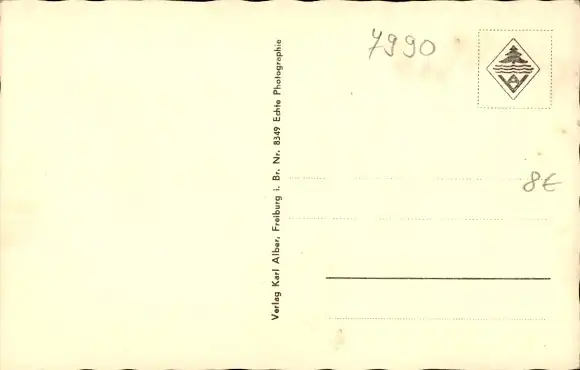 7990
Verlag Karl Alber, Freiburg i. Br. Nr. 8349 Echte Photographie
8€